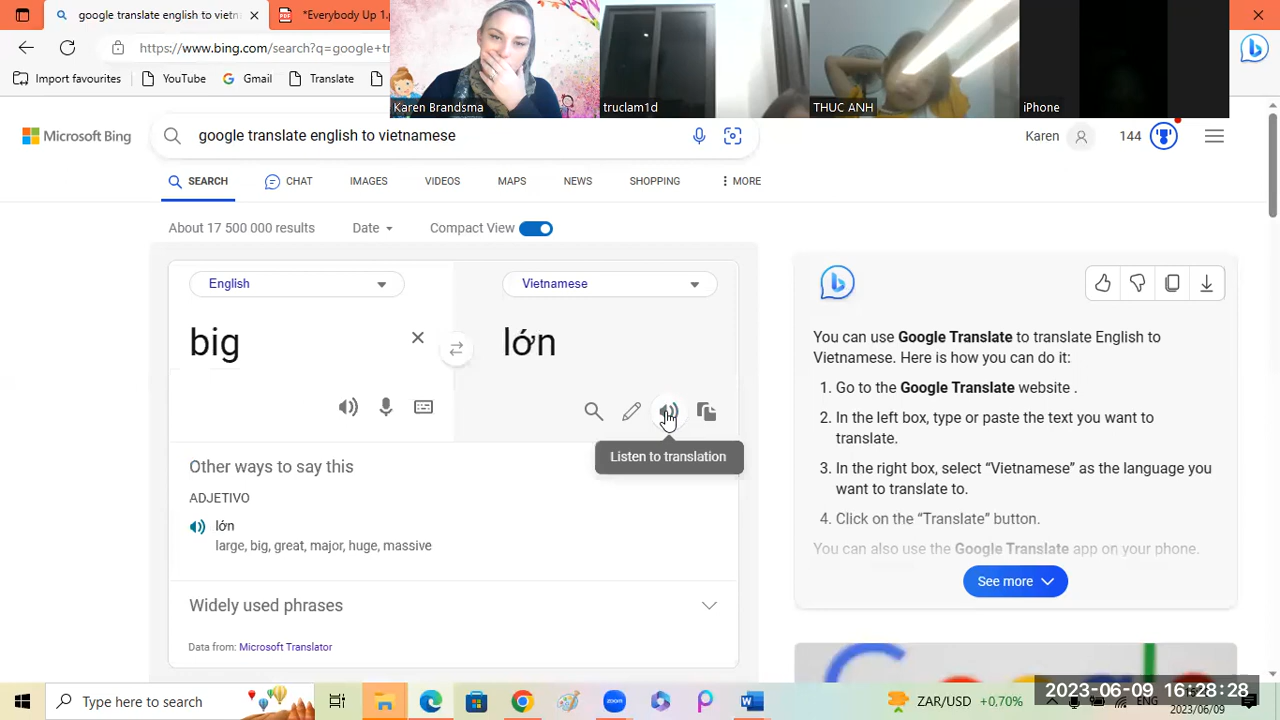 google translate english to vi
"Everybody Up 1.p
https://www.bing.com/search?q=google+tr
Import favourites
YouTube
Gmail
Translate
Karen Brandsma
truclam1d
THUC ANH
iPhone
Microsoft Bing
google translate english to vietnamese
Karen
144
SEARCH
CHAT
IMAGES
VIDEOS
MAPS
NEWS
SHOPPING
MORE
About 17 500 000 results
Date
Compact View
English
Vietnamese
big
lớn
Listen to translation
Other ways to say this
ADJETIVO
lớn
large, big, great, major, huge, massive
Widely used phrases
Data from: Microsoft Translator
You can use Google Translate to translate English to
Vietnamese. Here is how you can do it:
1. Go to the Google Translate website .
2. In the left box, type or paste the text you want to
translate.
3. In the right box, select “Vietnamese” as the language you
want to translate to.
4. Click on the “Translate” button.
You can also use the Google Translate app on your phone.
See more
Type here to search
zoom
ZAR/USD
+0,70%
ENG
2023-06-09 16:28:28
2023/06/09